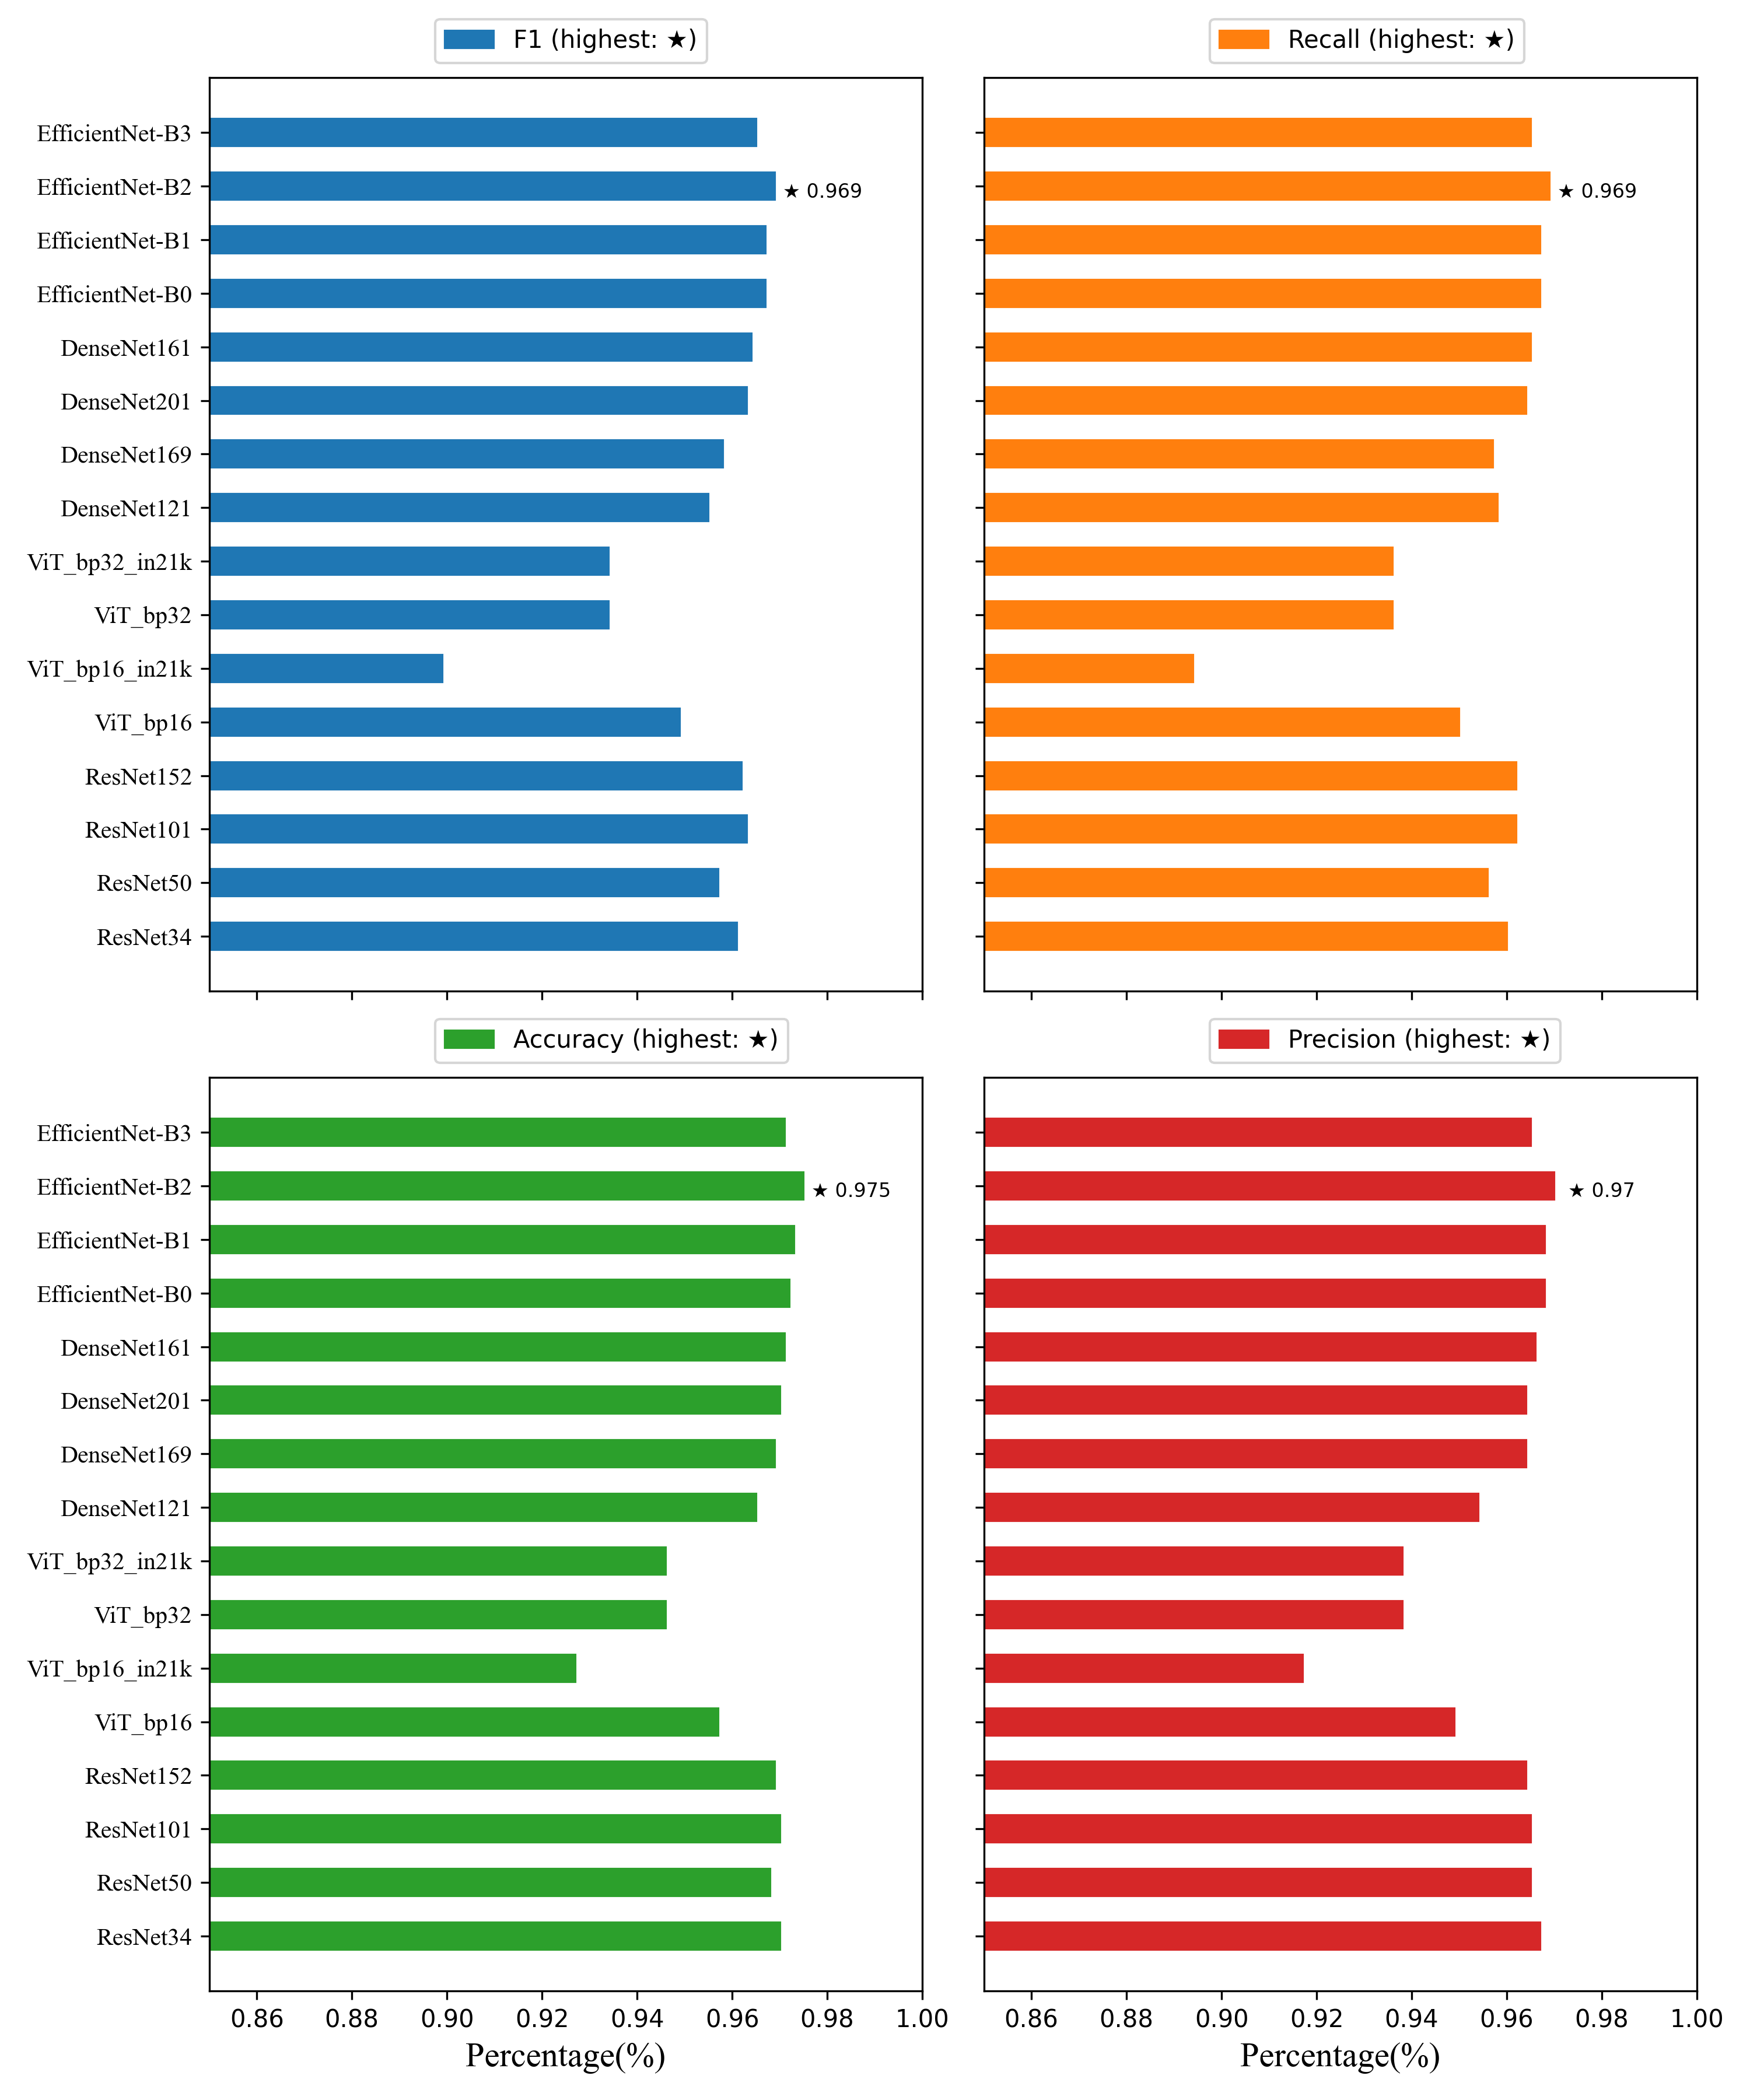 F1 (highest: ★)
Recall (highest: ★)
EfficientNet-B3
EfficientNet-B2
★ 0.969
★ 0.969
EfficientNet-B1
EfficientNet-B0
DenseNet161
DenseNet201
DenseNet169
DenseNet121
ViT_bp32_in21k
ViT_bp32
ViT_bp16_in21k
ViT_bp16
ResNet152
ResNet101
ResNet50
ResNet34
Accuracy (highest: ★)
Precision (highest: ★)
EfficientNet-B3
EfficientNet-B2
★ 0.975
★ 0.97
EfficientNet-B1
EfficientNet-B0
DenseNet161
DenseNet201
DenseNet169
DenseNet121
ViT_bp32_in21k
ViT_bp32
ViT_bp16_in21k
ViT_bp16
ResNet152
ResNet101
ResNet50
ResNet34
0.86 0.88 0.90 0.92 0.94 0.96 0.98 1.00
0.86 0.88 0.90 0.92 0.94 0.96 0.98 1.00
Percentage(%)
Percentage(%)